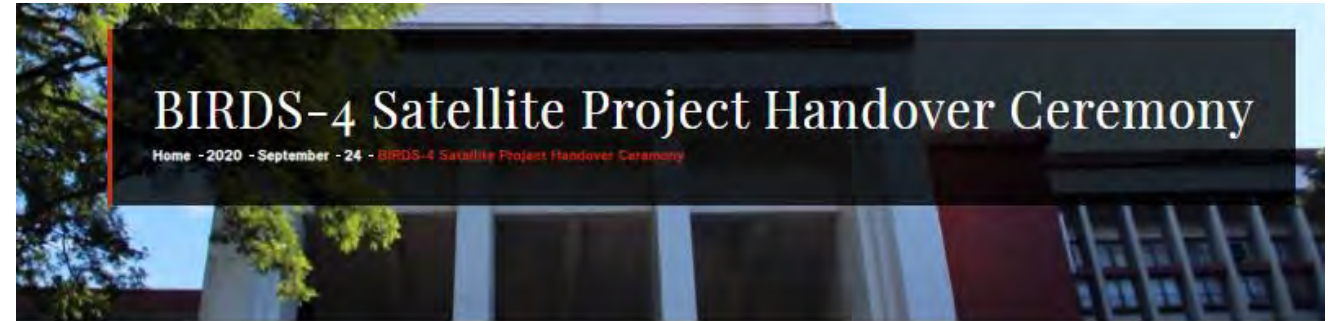 BIRDS-4 Satellite Project Handover Ceremony
Home - 2020 - September - 24 - BIRDS-4 Satellite Project Handover Ceremony